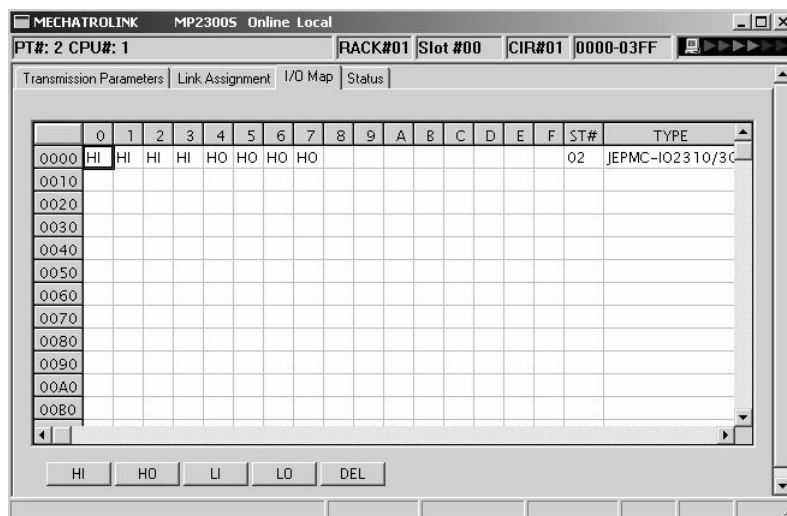 MECHATROLINK MP2300S Online Local
PT#: 2 CPU#: 1 RACK#01 Slot #00 CIR#01 0000-03FF
Transmission Parameters Link Assignment I/O Map Status
0 1 2 3 4 5 6 7 8 9 A B C D E F ST# TYPE
0000 HI HI HI HI HO HO HO HO 02 JEPMC-IO2310/30
0010
0020
0030
0040
0050
0060
0070
0080
0090
00A0
00B0
HI HO LI LO DEL